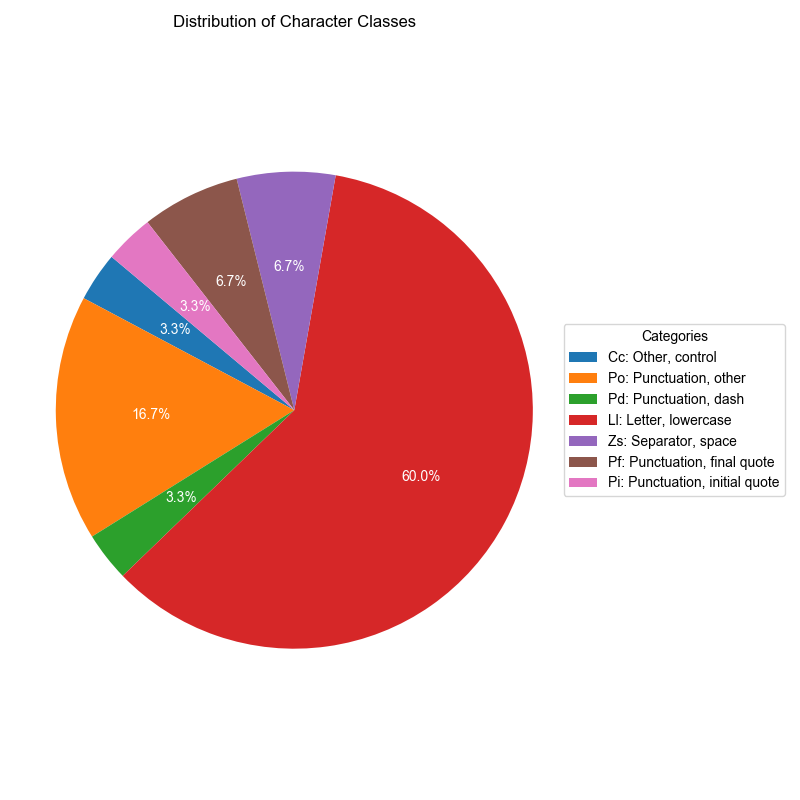 Distribution of Character Classes
6.7%
6.7%
3.3%
3.3%
16.7%
3.3%
60.0%
Categories
Cc: Other, control
Po: Punctuation, other
Pd: Punctuation, dash
Ll: Letter, lowercase
Zs: Separator, space
Pf: Punctuation, final quote
Pi: Punctuation, initial quote